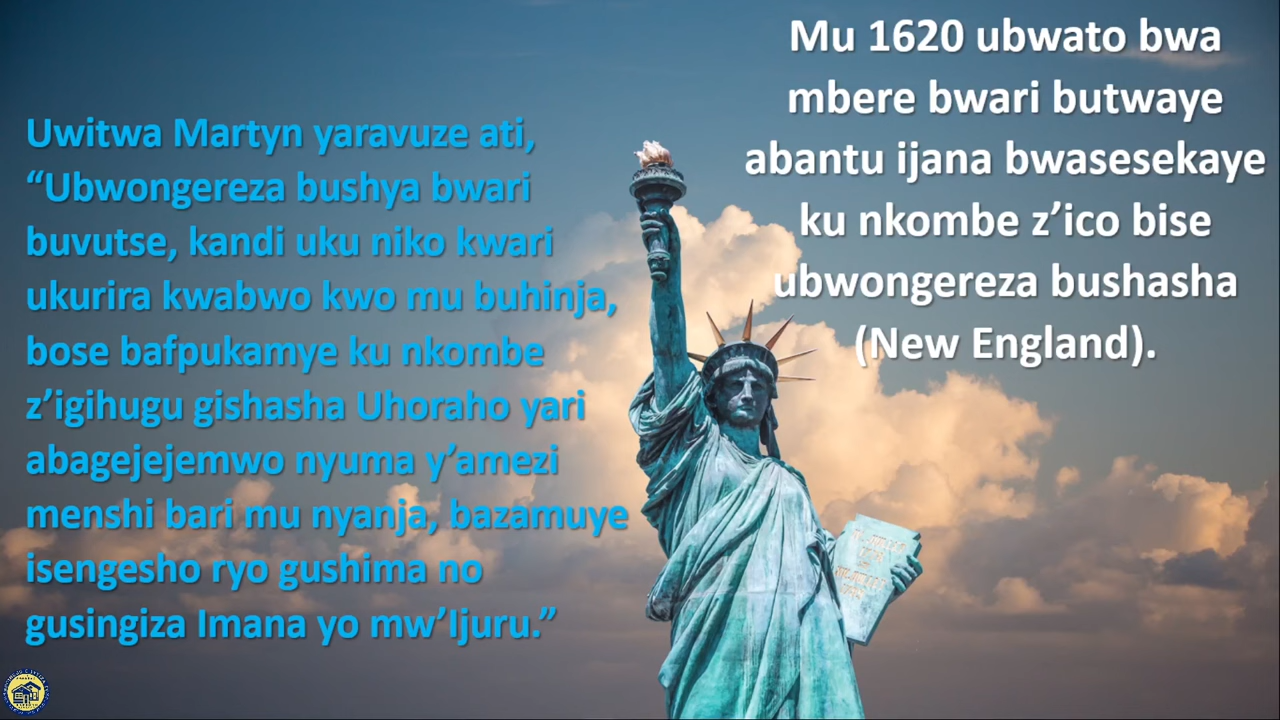 Mu 1620 ubwato bwa
mbere bwari butwaye
abantu ijana bwasesekaye
ku nkombe z’ico bise
ubwongereza bushasha
(New England).
Uwitwa Martyn yaravuze ati,
“Ubwongereza bushya bwari
buvutse, kandi uku niko kwari
ukurira kwabwo kwo mu buhinja,
bose bafpukamye ku nkombe
z’igihugu gishasha Uhoraho yari
abagejejemwo nyuma y’amezi
menshi bari mu nyanja, bazamuye
isengesho ryo gushima no
gusingiza Imana yo mw’Ijuru.”